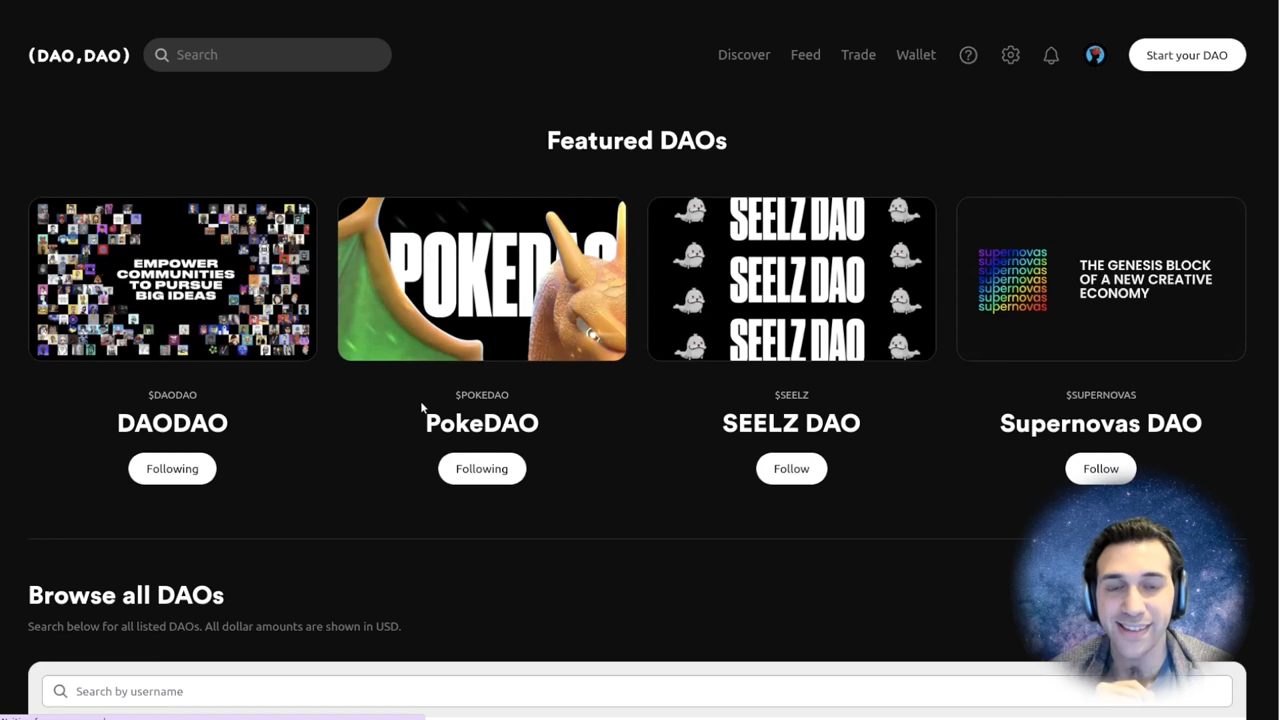 (DAO,DAO)
Search
Discover
Feed
Trade
Wallet
Start your DAO
Featured DAOs
EMPOWER
COMMUNITIES
TO PURSUE
BIG IDEAS
POKEDAO
SEELZ DAO
SEELZ DAO
SEELZ DAO
supernovas
supernovas
supernovas
supernovas
supernovas
supernovas
supernovas
THE GENESIS BLOCK
OF A NEW CREATIVE
ECONOMY
$DAODAO
DAODAO
Following
$POKEDAO
PokeDAO
Following
$SEELZ
SEELZ DAO
Follow
$SUPERNOVAS
Supernovas DAO
Follow
Browse all DAOs
Search below for all listed DAOs. All dollar amounts are shown in USD.
Search by username